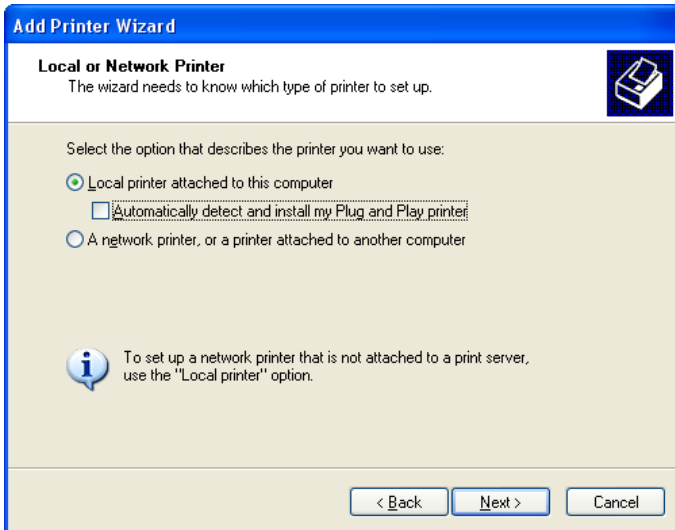 Add Printer Wizard
Local or Network Printer
The wizard needs to know which type of printer to set up.
Select the option that describes the printer you want to use:
Local printer attached to this computer
Automatically detect and install my Plug and Play printer
A network printer, or a printer attached to another computer
To set up a network printer that is not attached to a print server,
use the "Local printer" option.
< Back
Next >
Cancel